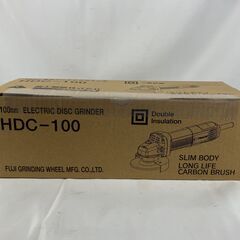 100mm ELECTRIC DISC GRINDER
HDC-100
FUJI GRINDING WHEEL MFG. CO.,LTD.
Double
Insulation
SLIM BODY
LONG LIFE
CARBON BRUSH